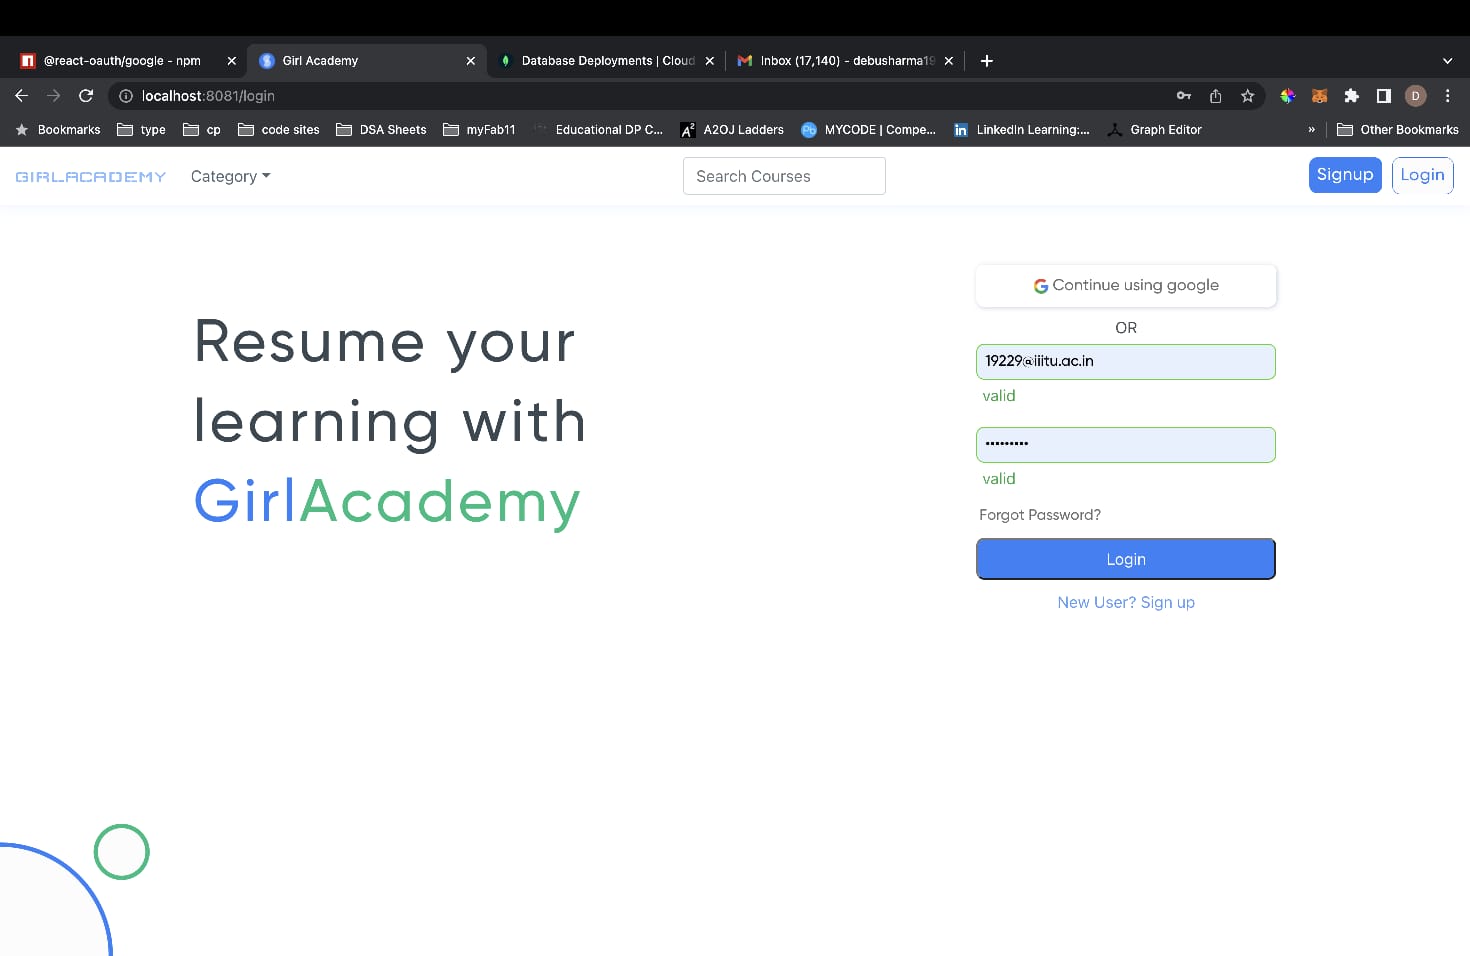 @react-oauth/google - npm
Girl Academy
Database Deployments | Cloud
Inbox (17,140) - debusharma19
localhost:8081/login
D
Bookmarks
type
cp
code sites
DSA Sheets
myFab11
Educational DP C...
A2OJ Ladders
MYCODE | Compe...
LinkedIn Learning:...
Graph Editor
»
Other Bookmarks
GIRLACADEMY
Category
Search Courses
Signup
Login
Resume your
learning with
GirlAcademy
Continue using google
OR
19229@iiitu.ac.in
valid
•••••••••
valid
Forgot Password?
Login
New User? Sign up